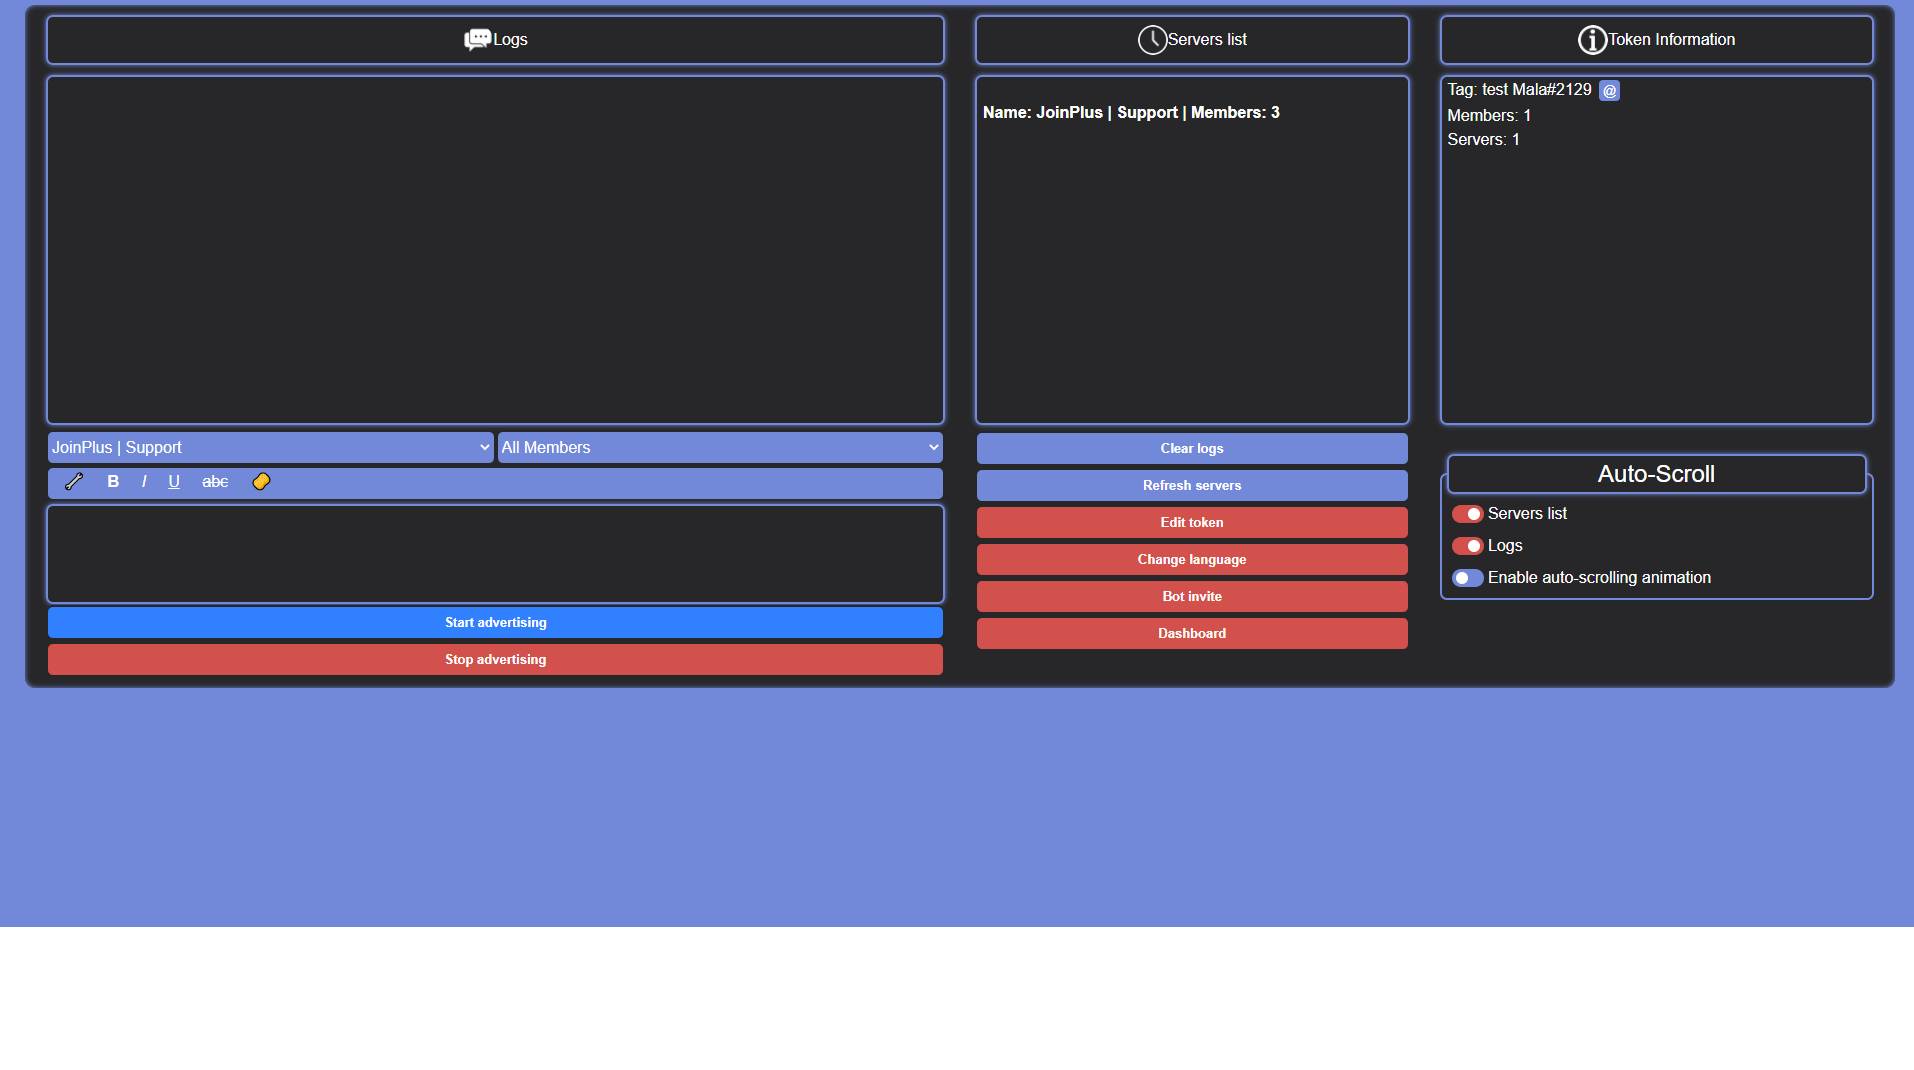 Logs
Servers list
Token Information
Name: JoinPlus | Support | Members: 3
Tag: test Mala#2129 @
Members: 1
Servers: 1
JoinPlus | Support
All Members
B I U abc
Start advertising
Stop advertising
Clear logs
Refresh servers
Edit token
Change language
Bot invite
Dashboard
Auto-Scroll
Servers list
Logs
Enable auto-scrolling animation